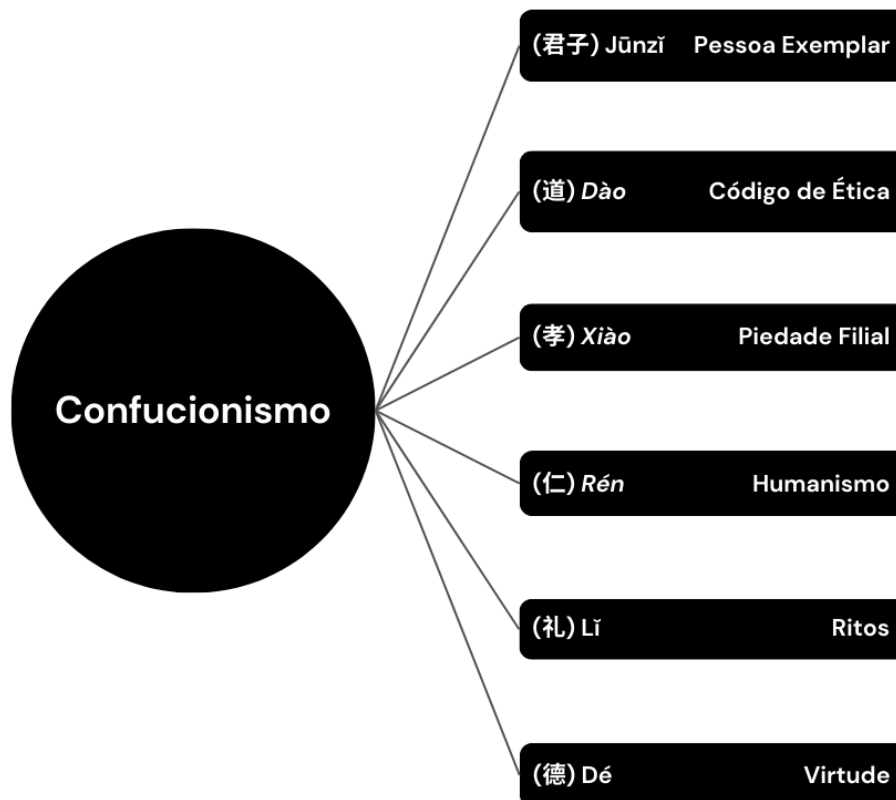 (君子) Jūnzǐ Pessoa Exemplar
(道) Dào Código de Ética
(孝) Xiào Piedade Filial
Confucionismo
(仁) Rén Humanismo
(礼) Lǐ Ritos
(德) Dé Virtude